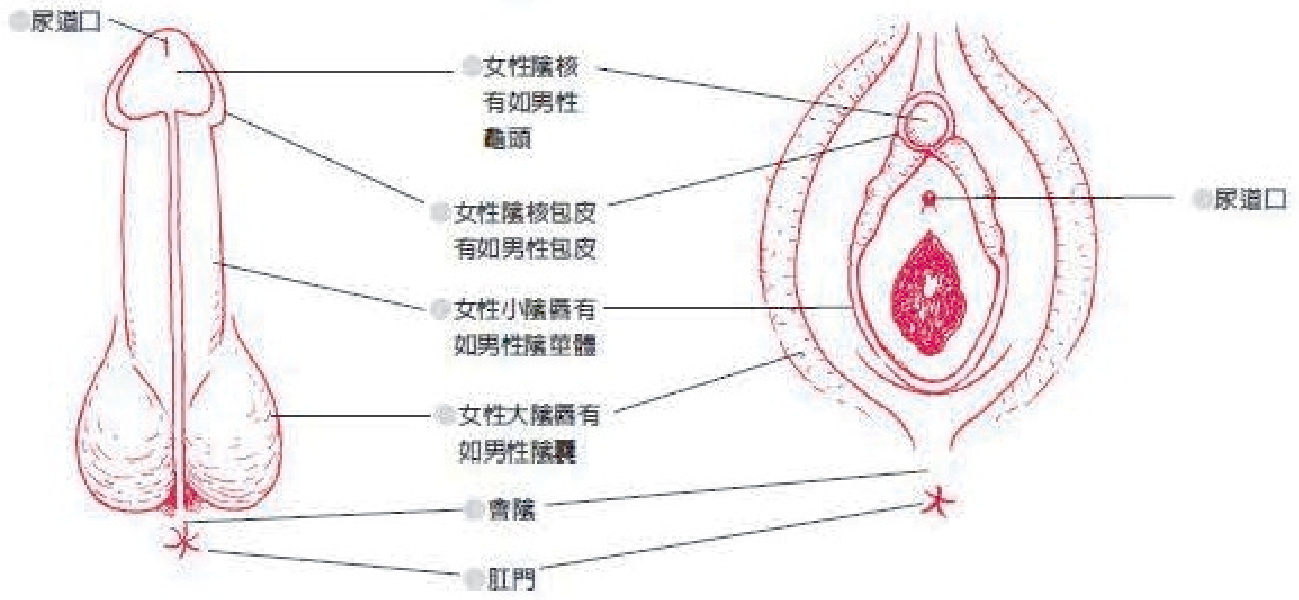 尿道口
女性陰核
有如男性
龜頭
女性陰核包皮
有如男性包皮
女性小陰唇有
如男性陰莖體
女性大陰唇有
如男性陰囊
會陰
肛門
尿道口